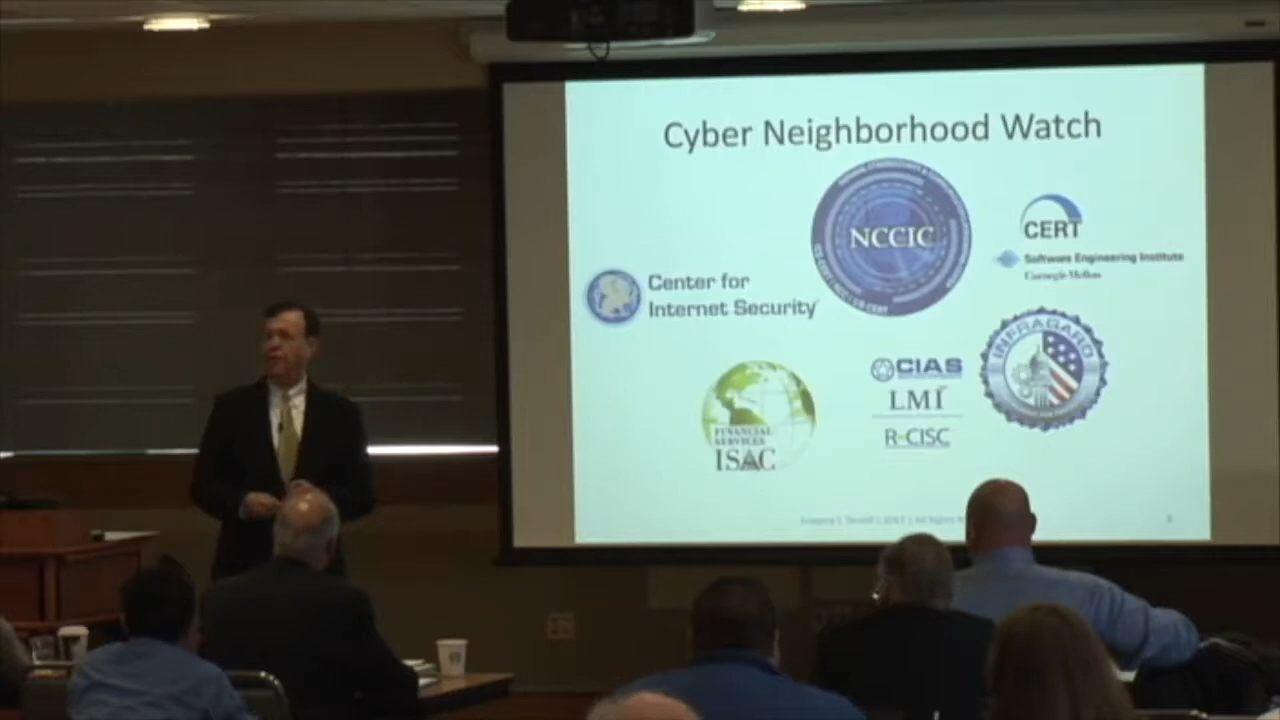 Cyber Neighborhood Watch
NCCIC
CERT
Software Engineering Institute
Carnegie Mellon
Center for
Internet Security
INFRAGARD
CIAS
LMI
R-CISC
FINANCIAL
SERVICES
ISAC